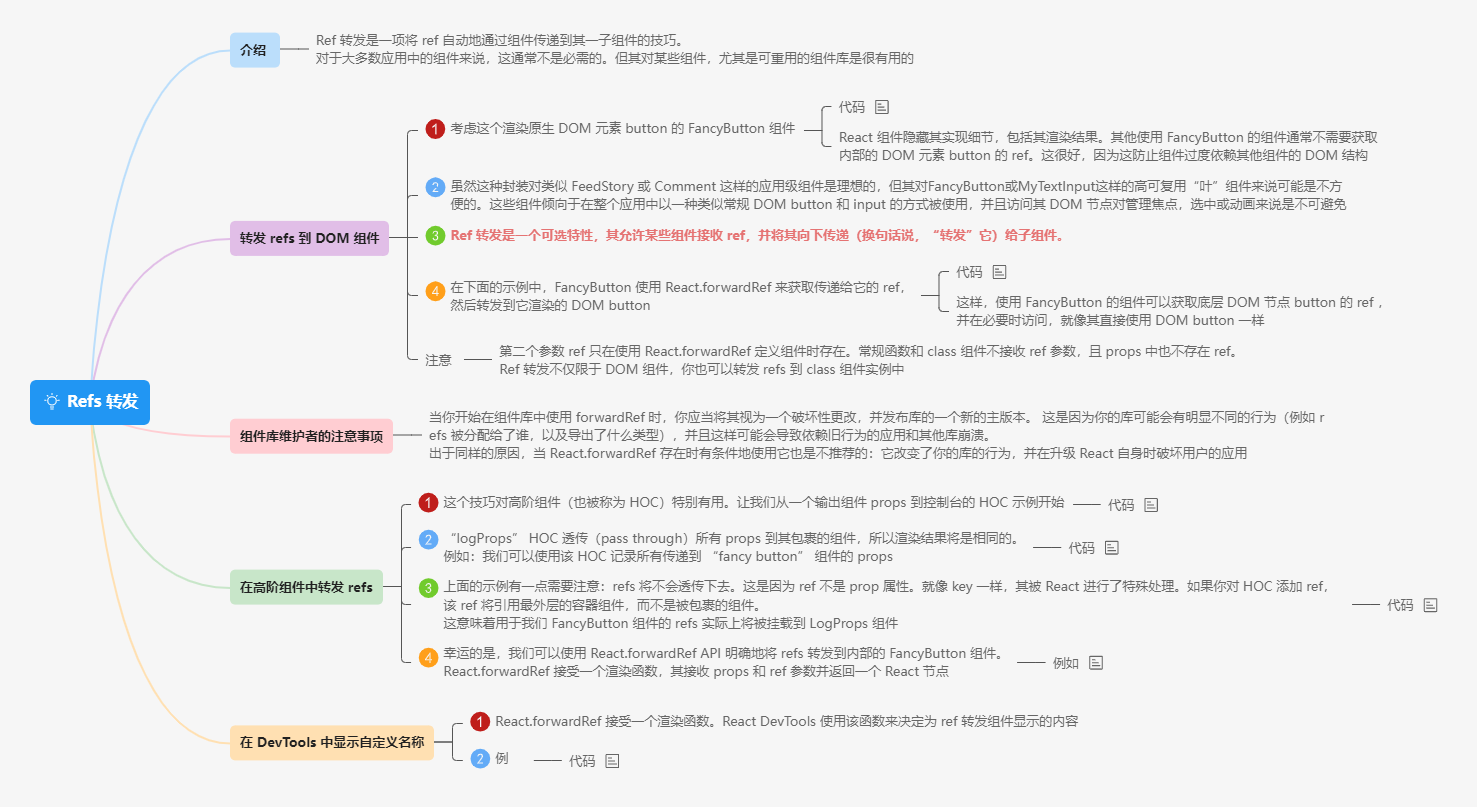 Refs 转发
介绍
Ref 转发是一项将 ref 自动地通过组件传递到其一子组件的技巧。
对于大多数应用中的组件来说，这通常不是必需的。但其对某些组件，尤其是可重用的组件库是很有用的
转发 refs 到 DOM 组件
1 考虑这个渲染原生 DOM 元素 button 的 FancyButton 组件
代码
React 组件隐藏其实现细节，包括其渲染结果。其他使用 FancyButton 的组件通常不需要获取
内部的 DOM 元素 button 的 ref。这很好，因为这防止组件过度依赖其他组件的 DOM 结构
2 虽然这种封装对类似 FeedStory 或 Comment 这样的应用级组件是理想的，但其对FancyButton或MyTextInput这样的高可复用“叶”组件来说可能是不方
便的。这些组件倾向于在整个应用中以一种类似常规 DOM button 和 input 的方式被使用，并且访问其 DOM 节点对管理焦点，选中或动画来说是不可避免
3 Ref 转发是一个可选特性，其允许某些组件接收 ref，并将其向下传递（换句话说，“转发”它）给子组件。
4 在下面的示例中，FancyButton 使用 React.forwardRef 来获取传递给它的 ref，
然后转发到它渲染的 DOM button
代码
这样，使用 FancyButton 的组件可以获取底层 DOM 节点 button 的 ref ，
并在必要时访问，就像其直接使用 DOM button 一样
注意
第二个参数 ref 只在使用 React.forwardRef 定义组件时存在。常规函数和 class 组件不接收 ref 参数，且 props 中也不存在 ref。
Ref 转发不仅限于 DOM 组件，你也可以转发 refs 到 class 组件实例中
组件库维护者的注意事项
当你开始在组件库中使用 forwardRef 时，你应当将其视为一个破坏性更改，并发布库的一个新的主版本。 这是因为你的库可能会有明显不同的行为（例如 r
efs 被分配给了谁，以及导出了什么类型），并且这样可能会导致依赖旧行为的应用和其他库崩溃。
出于同样的原因，当 React.forwardRef 存在时有条件地使用它也是不推荐的：它改变了你的库的行为，并在升级 React 自身时破坏用户的应用
在高阶组件中转发 refs
1 这个技巧对高阶组件（也被称为 HOC）特别有用。让我们从一个输出组件 props 到控制台的 HOC 示例开始
代码
2 “logProps” HOC 透传（pass through）所有 props 到其包裹的组件，所以渲染结果将是相同的。
例如：我们可以使用该 HOC 记录所有传递到 “fancy button” 组件的 props
代码
3 上面的示例有一点需要注意：refs 将不会透传下去。这是因为 ref 不是 prop 属性。就像 key 一样，其被 React 进行了特殊处理。如果你对 HOC 添加 ref，
该 ref 将引用最外层的容器组件，而不是被包裹的组件。
这意味着用于我们 FancyButton 组件的 refs 实际上将被挂载到 LogProps 组件
代码
4 幸运的是，我们可以使用 React.forwardRef API 明确地将 refs 转发到内部的 FancyButton 组件。
React.forwardRef 接受一个渲染函数，其接收 props 和 ref 参数并返回一个 React 节点
例如
在 DevTools 中显示自定义名称
1 React.forwardRef 接受一个渲染函数。React DevTools 使用该函数来决定为 ref 转发组件显示的内容
2 例
代码